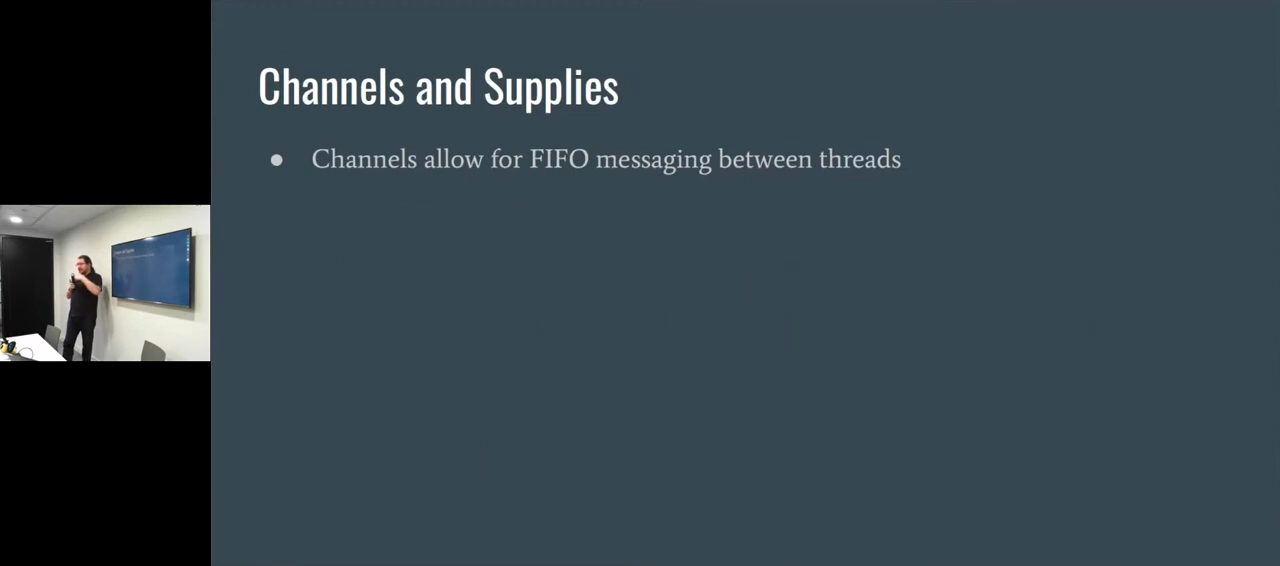 Channels and Supplies
● Channels allow for FIFO messaging between threads